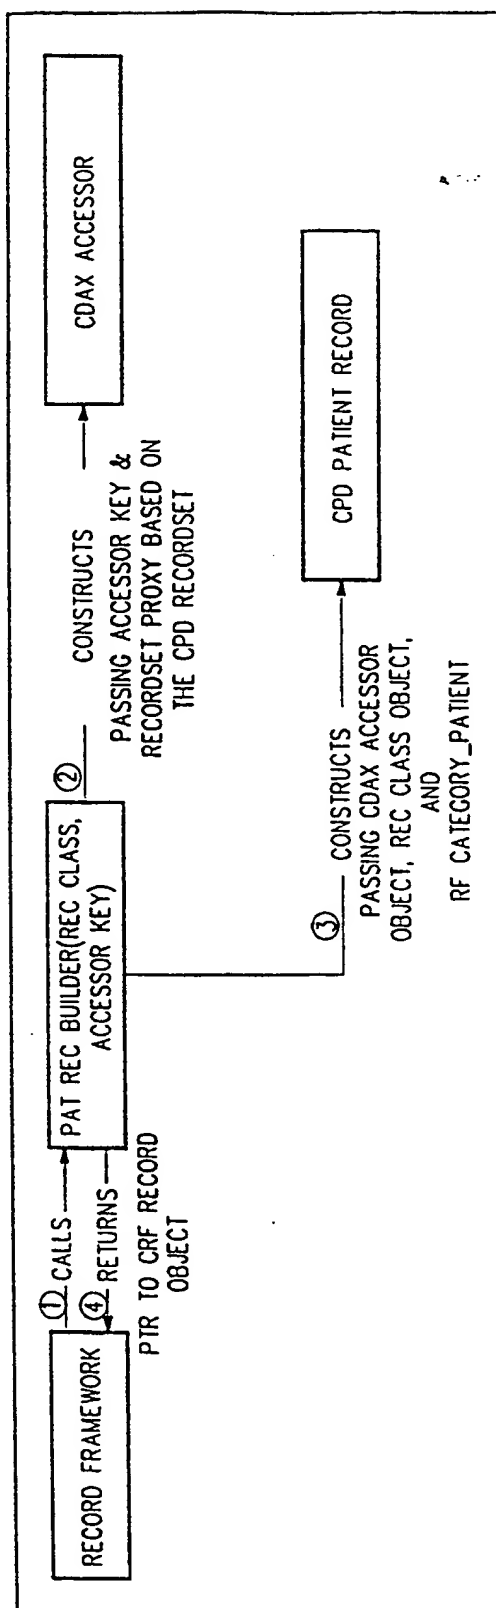 RECORD FRAMEWORK
① CALLS
④ RETURNS
PTR TO CRF RECORD
OBJECT
PAT REC BUILDER(REC CLASS,
ACCESSOR KEY)
②
CONSTRUCTS
PASSING ACCESSOR KEY &
RECORDSET PROXY BASED ON
THE CPD RECORDSET
CDAX ACCESSOR
③ CONSTRUCTS
PASSING CDAX ACCESSOR
OBJECT, REC CLASS OBJECT,
AND
RF CATEGORY_PATIENT
CPD PATIENT RECORD